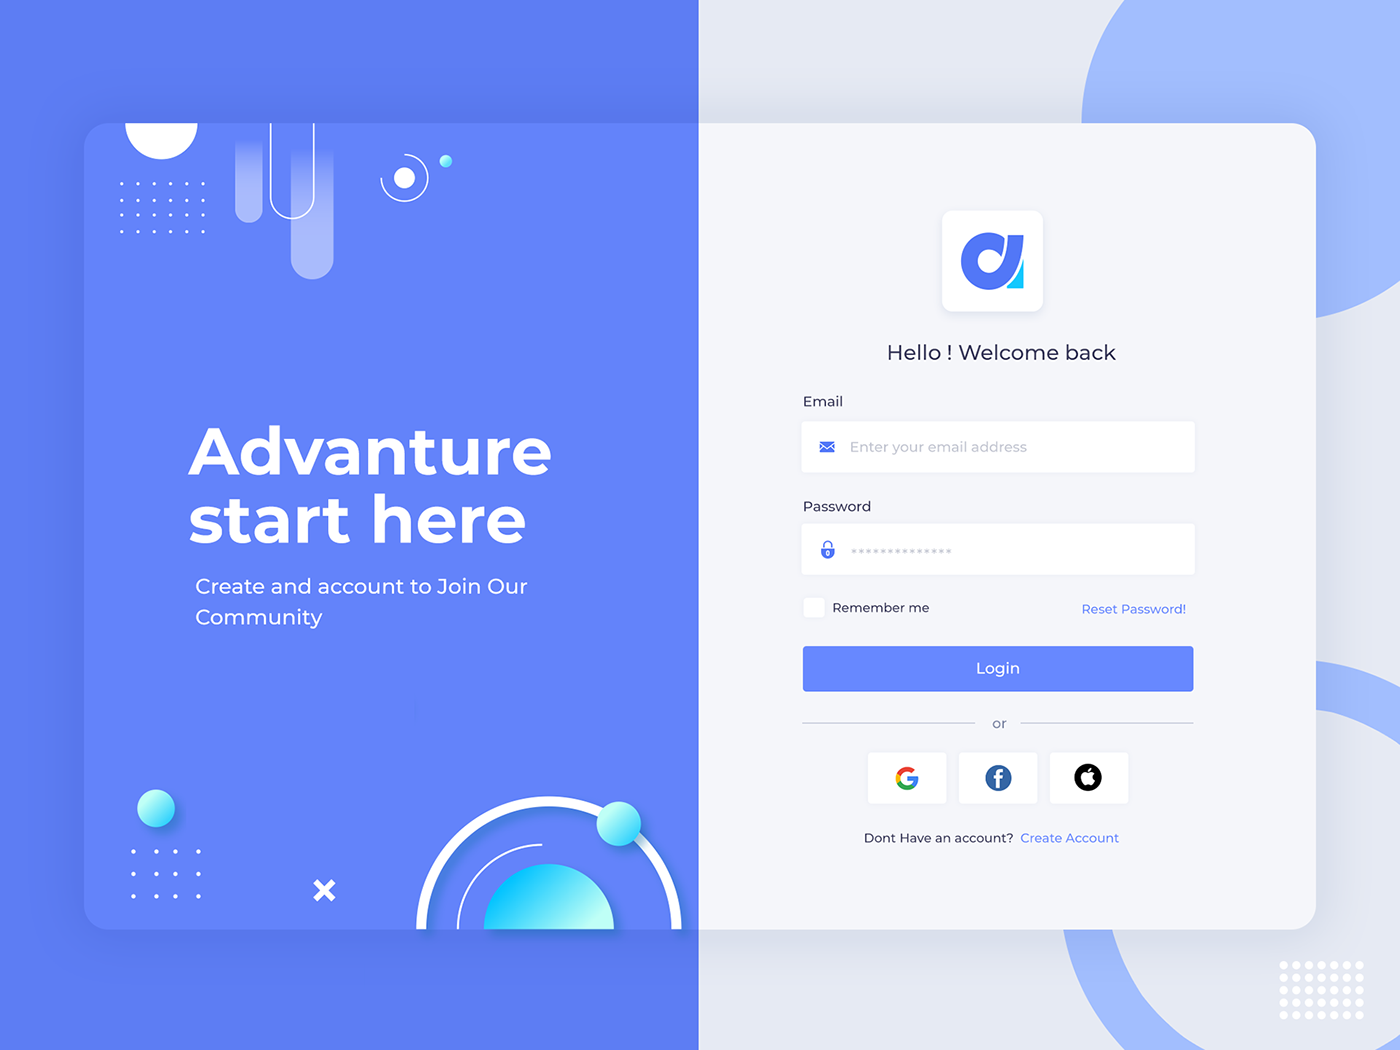 Advanture
start here
Create and account to Join Our
Community
Hello ! Welcome back
Email
Enter your email address
Password
**************
Remember me
Reset Password!
Login
or
Dont Have an account? Create Account